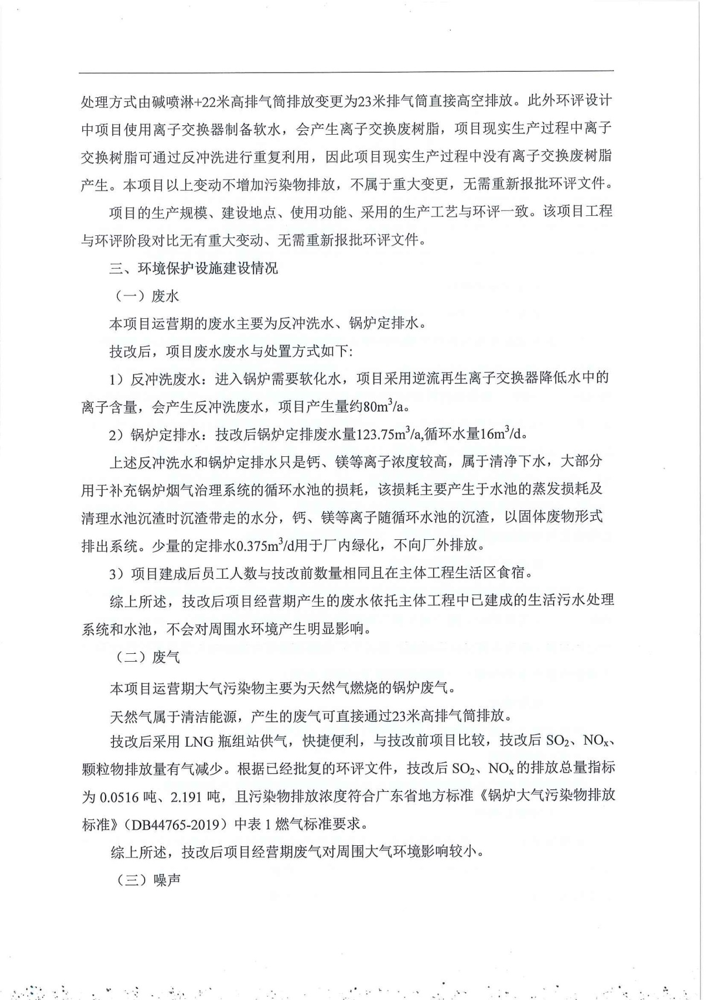 处理方式由碱喷淋+22米高排气筒排放变更为23米排气筒直接高空排放。此外环评设计
中项目使用离子交换器制备软水，会产生离子交换废树脂，项目现实生产过程中离子
交换树脂可通过反冲洗进行重复利用，因此项目现实生产过程中没有离子交换废树脂
产生。本项目以上变动不增加污染物排放，不属于重大变更，无需重新报批环评文件。
项目的生产规模、建设地点、使用功能、采用的生产工艺与环评一致。该项目工程
与环评阶段对比无有重大变动、无需重新报批环评文件。
三、环境保护设施建设情况
（一）废水
本项目运营期的废水主要为反冲洗水、锅炉定排水。
技改后，项目废水废水与处置方式如下:
1）反冲洗废水：进入锅炉需要软化水，项目采用逆流再生离子交换器降低水中的
离子含量，会产生反冲洗废水，项目产生量约80m³/a。
2）锅炉定排水：技改后锅炉定排废水量123.75m³/a,循环水量16m³/d。
上述反冲洗水和锅炉定排水只是钙、镁等离子浓度较高，属于清净下水，大部分
用于补充锅炉烟气治理系统的循环水池的损耗，该损耗主要产生于水池的蒸发损耗及
清理水池沉渣时沉渣带走的水分，钙、镁等离子随循环水池的沉渣，以固体废物形式
排出系统。少量的定排水0.375m³/d用于厂内绿化，不向厂外排放。
3）项目建成后员工人数与技改前数量相同且在主体工程生活区食宿。
综上所述，技改后项目经营期产生的废水依托主体工程中已建成的生活污水处理
系统和水池，不会对周围水环境产生明显影响。
（二）废气
本项目运营期大气污染物主要为天然气燃烧的锅炉废气。
天然气属于清洁能源，产生的废气可直接通过23米高排气筒排放。
技改后采用 LNG 瓶组站供气，快捷便利，与技改前项目比较，技改后 SO₂、NOₓ、
颗粒物排放量有气减少。根据已经批复的环评文件，技改后 SO₂、NOₓ 的排放总量指标
为 0.0516 吨、2.191 吨，且污染物排放浓度符合广东省地方标准《锅炉大气污染物排放
标准》（DB44765-2019）中表 1 燃气标准要求。
综上所述，技改后项目经营期废气对周围大气环境影响较小。
（三）噪声